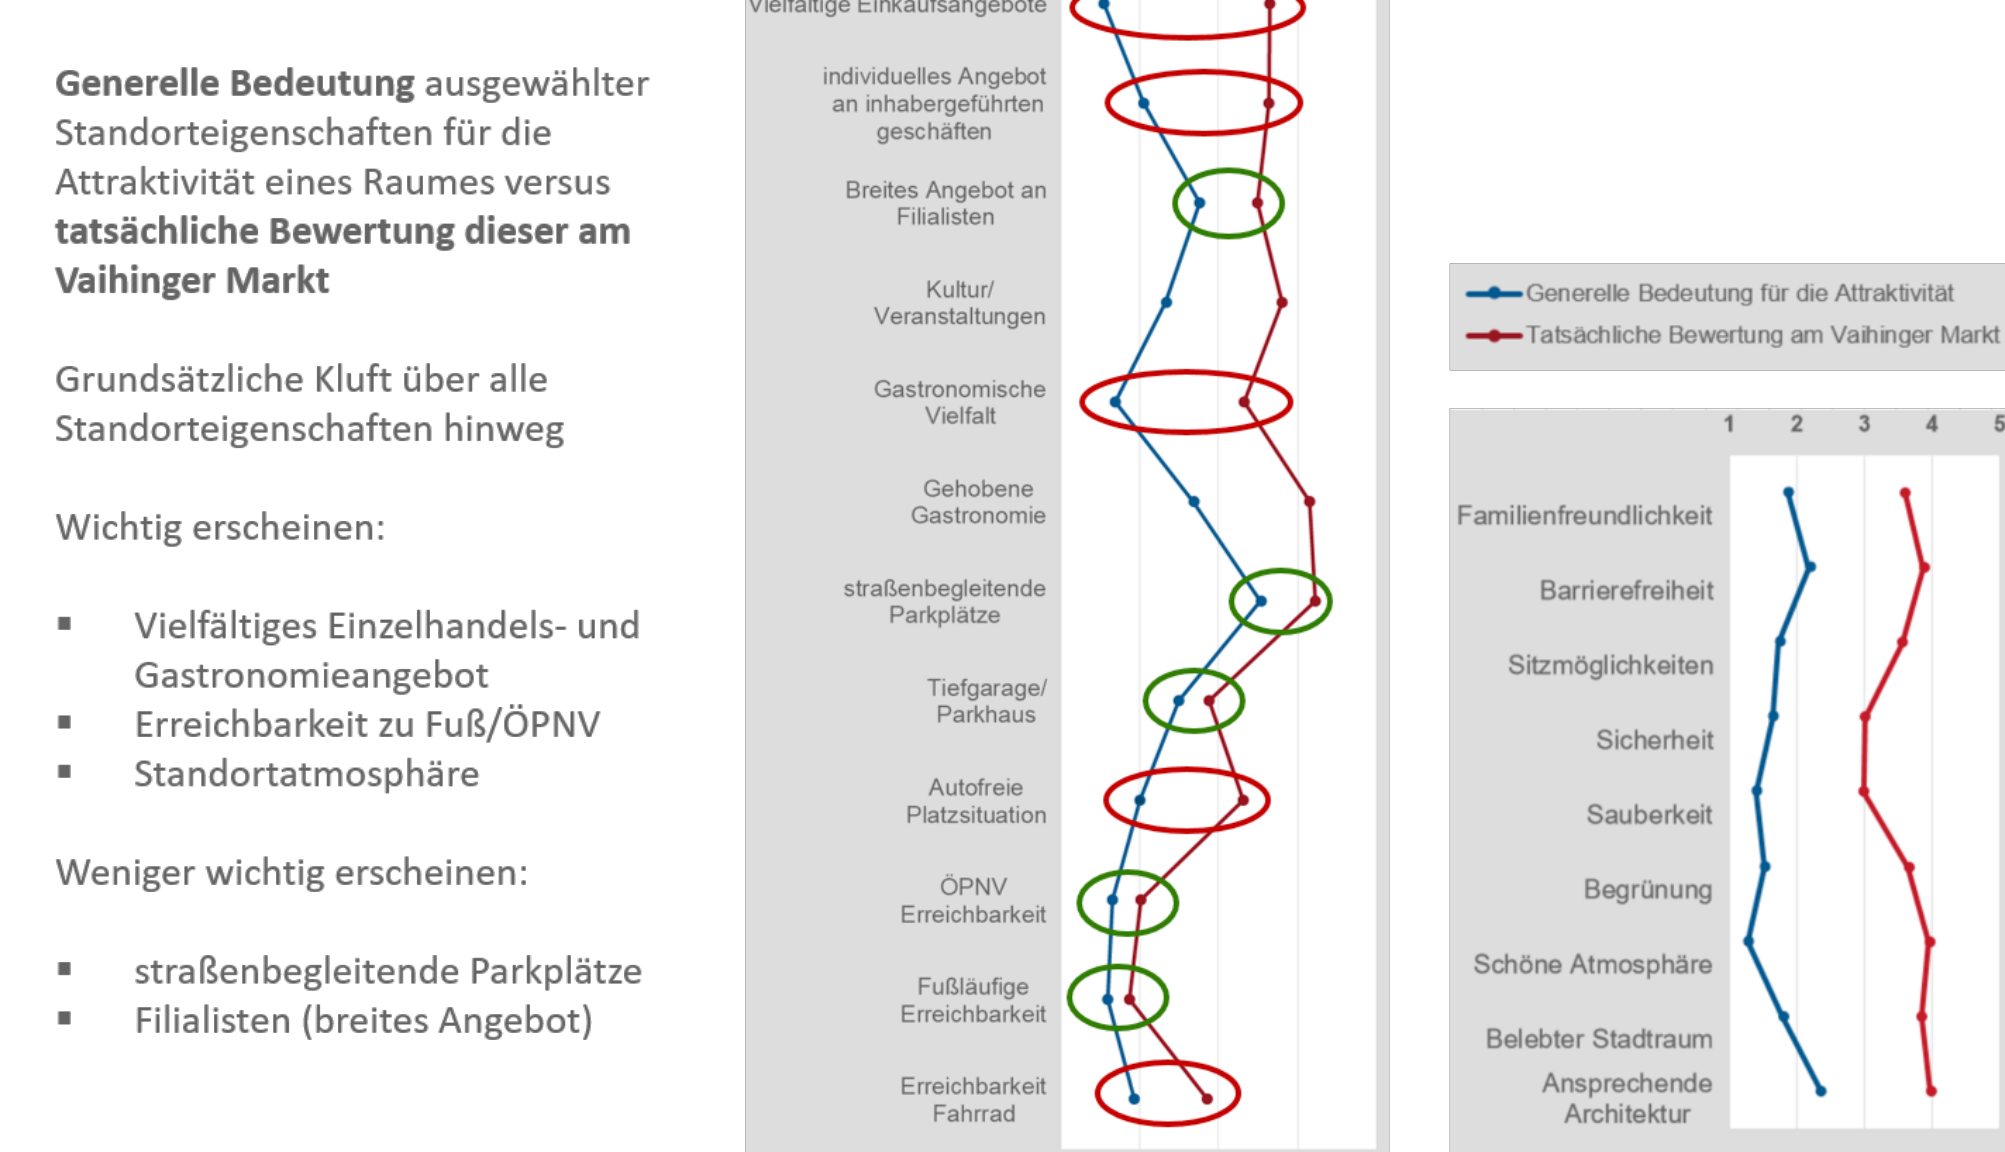 Generelle Bedeutung ausgewählter
Standorteigenschaften für die
Attraktivität eines Raumes versus
tatsächliche Bewertung dieser am
Vaihinger Markt
Grundsätzliche Kluft über alle
Standorteigenschaften hinweg
Wichtig erscheinen:
▪ Vielfältiges Einzelhandels- und
Gastronomieangebot
▪ Erreichbarkeit zu Fuß/ÖPNV
▪ Standortatmosphäre
Weniger wichtig erscheinen:
▪ straßenbegleitende Parkplätze
▪ Filialisten (breites Angebot)
Vielfältige Einkaufsangebote
individuelles Angebot
an inhabergeführten
geschäften
Breites Angebot an
Filialisten
Kultur/
Veranstaltungen
Gastronomische
Vielfalt
Gehobene
Gastronomie
straßenbegleitende
Parkplätze
Tiefgarage/
Parkhaus
Autofreie
Platzsituation
ÖPNV
Erreichbarkeit
Fußläufige
Erreichbarkeit
Erreichbarkeit
Fahrrad
Generelle Bedeutung für die Attraktivität
Tatsächliche Bewertung am Vaihinger Markt
1 2 3 4 5
Familienfreundlichkeit
Barrierefreiheit
Sitzmöglichkeiten
Sicherheit
Sauberkeit
Begrünung
Schöne Atmosphäre
Belebter Stadtraum
Ansprechende
Architektur